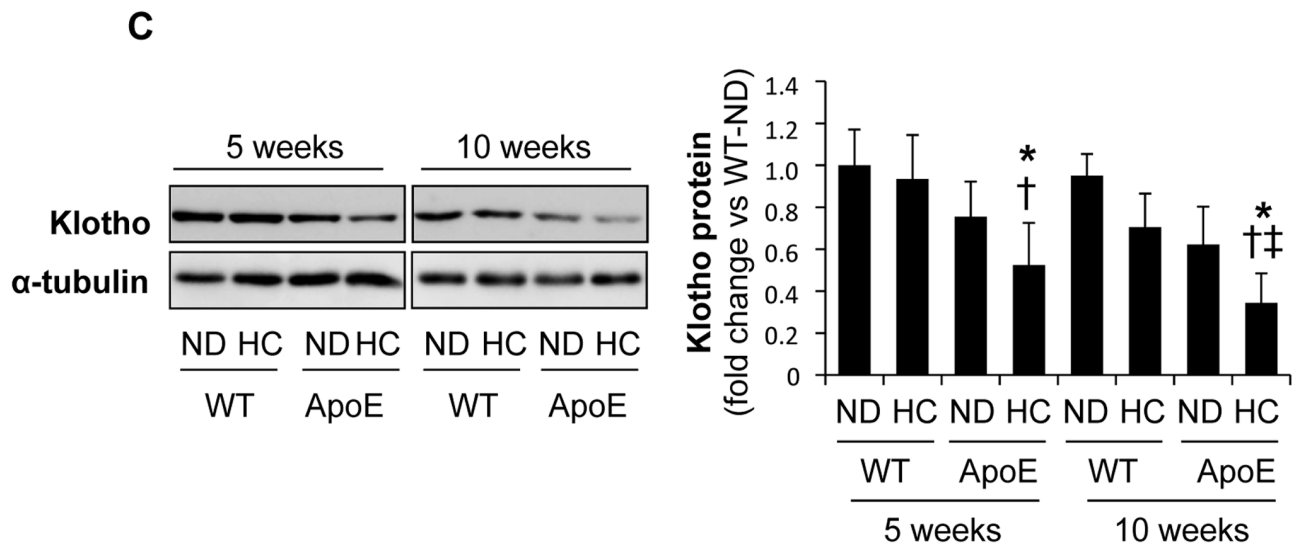 C
5 weeks 10 weeks
Klotho
α-tubulin
ND HC ND HC ND HC ND HC
WT ApoE WT ApoE
Klotho protein
(fold change vs WT-ND)
1.4
1.2
1.0
0.8
0.6
0.4
0.2
0
*
†
*
†‡
ND HC ND HC ND HC ND HC
WT ApoE WT ApoE
5 weeks 10 weeks